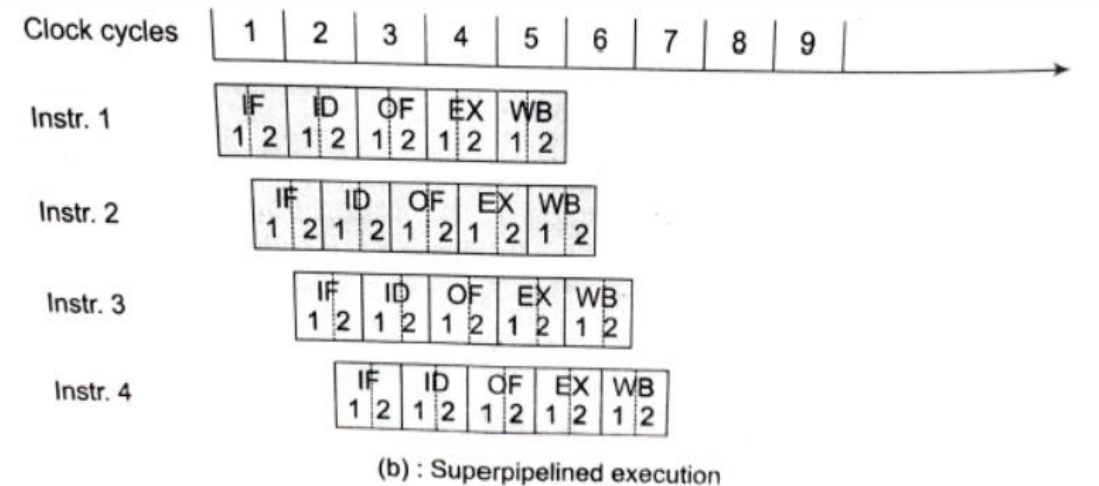 Clock cycles 1 2 3 4 5 6 7 8 9
Instr. 1 IF ID OF EX WB
1 2 1 2 1 2 1 2 1 2
Instr. 2 IF ID OF EX WB
1 2 1 2 1 2 1 2 1 2
Instr. 3 IF ID OF EX WB
1 2 1 2 1 2 1 2 1 2
Instr. 4 IF ID OF EX WB
1 2 1 2 1 2 1 2 1 2
(b) : Superpipelined execution